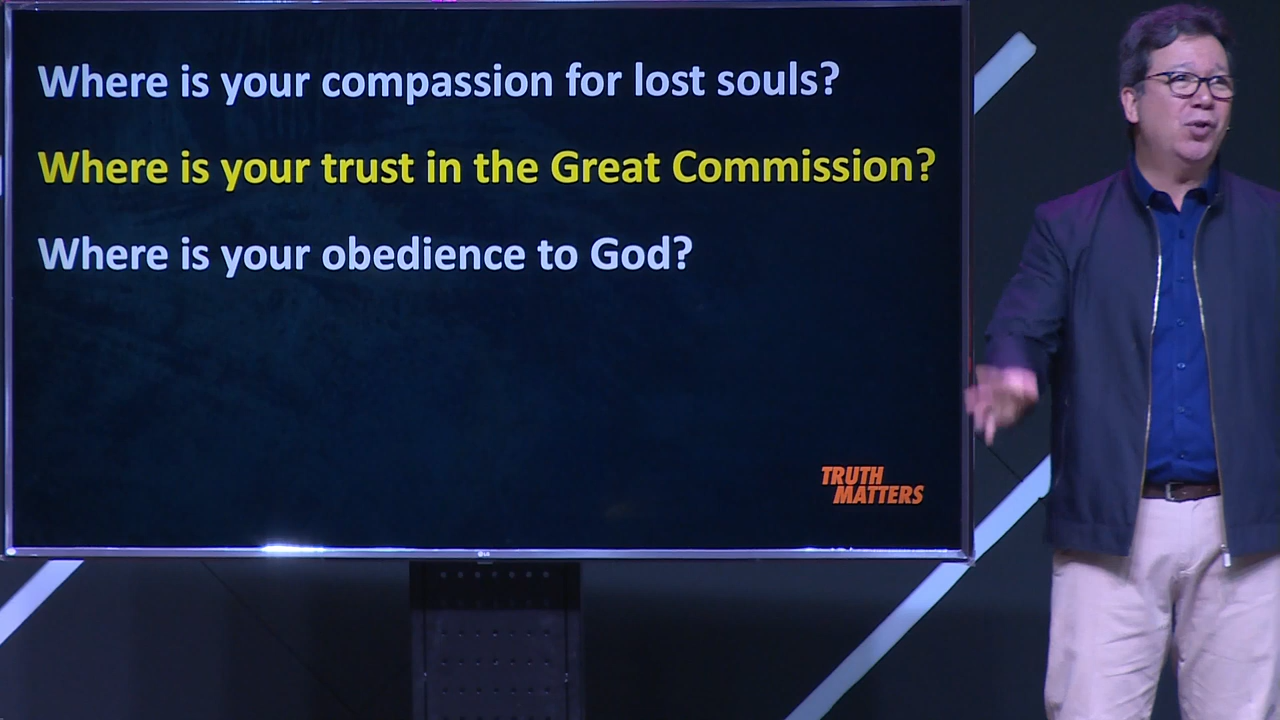 Where is your compassion for lost souls?
Where is your trust in the Great Commission?
Where is your obedience to God?
TRUTH
MATTERS
LG